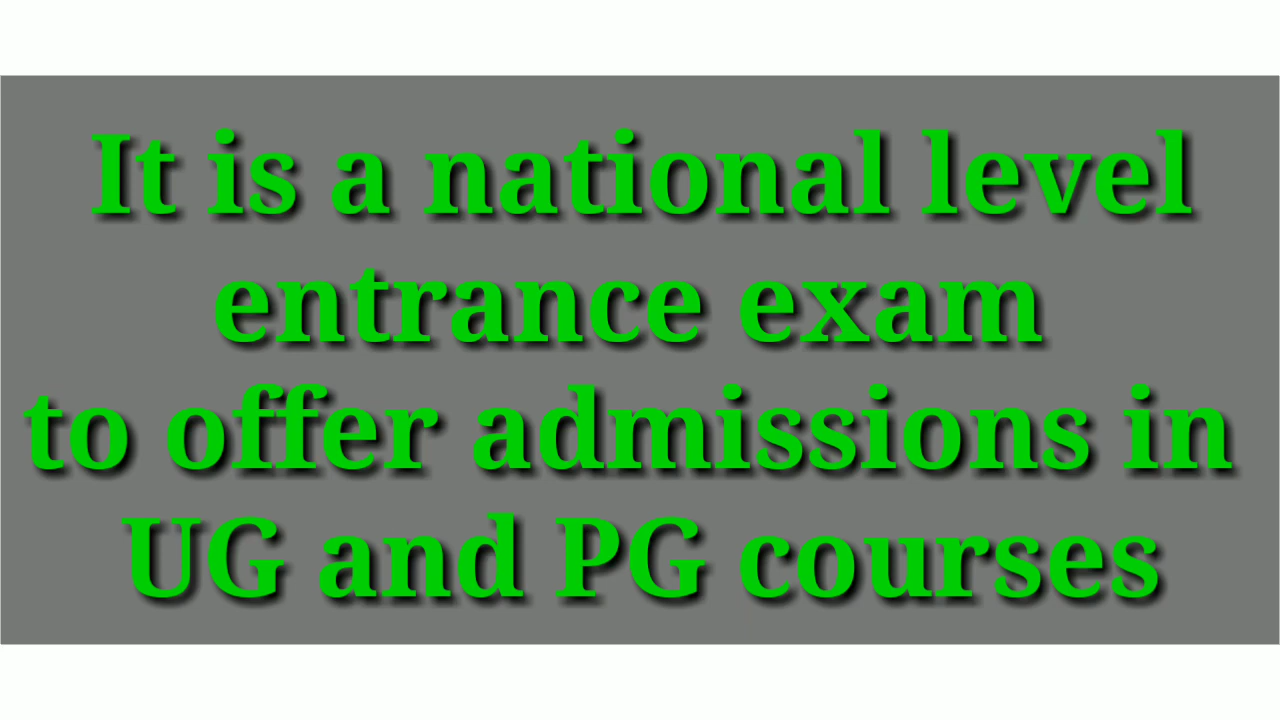 It is a national level
entrance exam
to offer admissions in
UG and PG courses